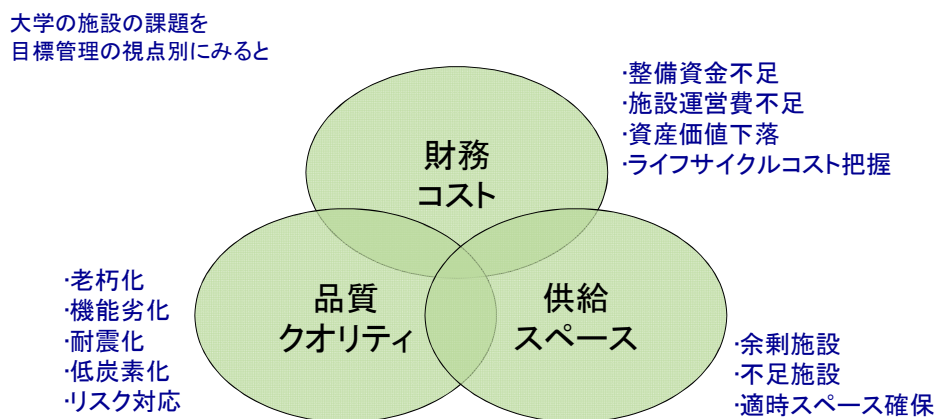 大学の施設の課題を
目標管理の視点別にみると
財務
コスト
・整備資金不足
・施設運営費不足
・資産価値下落
・ライフサイクルコスト把握
品質
クオリティ
・老朽化
・機能劣化
・耐震化
・低炭素化
・リスク対応
供給
スペース
・余剰施設
・不足施設
・適時スペース確保